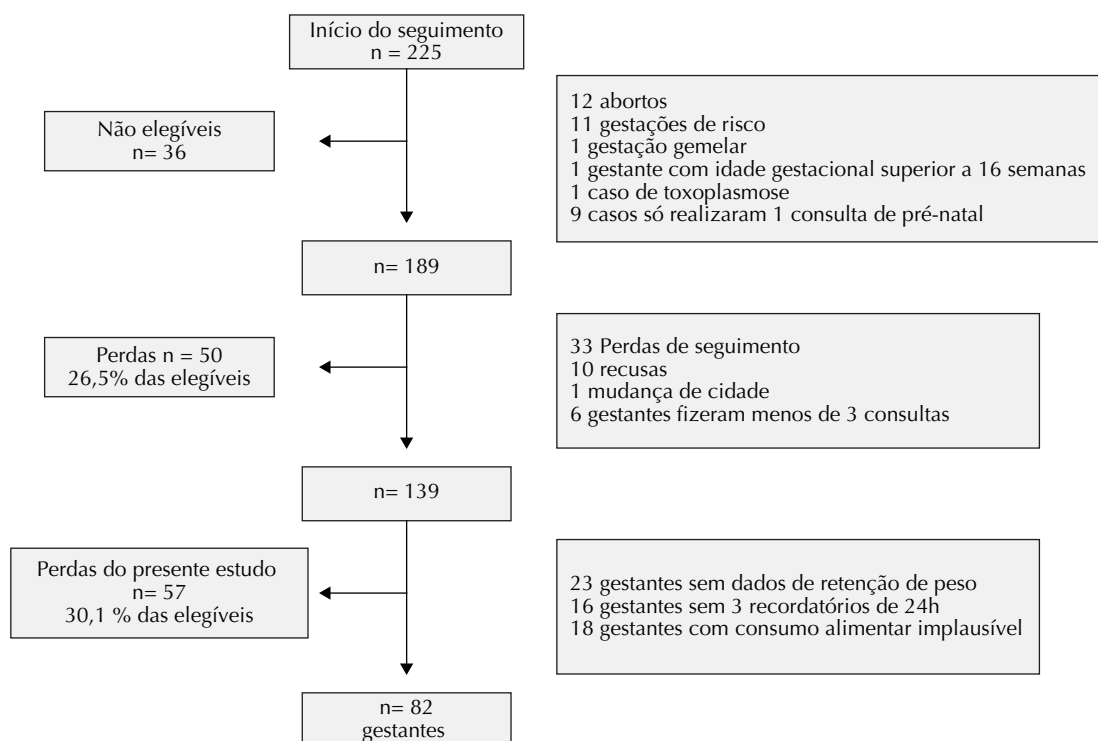 Início do seguimento
n = 225
Não elegíveis
n= 36
12 abortos
11 gestações de risco
1 gestação gemelar
1 gestante com idade gestacional superior a 16 semanas
1 caso de toxoplasmose
9 casos só realizaram 1 consulta de pré-natal
n= 189
Perdas n = 50
26,5% das elegíveis
33 Perdas de seguimento
10 recusas
1 mudança de cidade
6 gestantes fizeram menos de 3 consultas
n= 139
Perdas do presente estudo
n= 57
30,1 % das elegíveis
23 gestantes sem dados de retenção de peso
16 gestantes sem 3 recordatórios de 24h
18 gestantes com consumo alimentar implausível
n= 82
gestantes